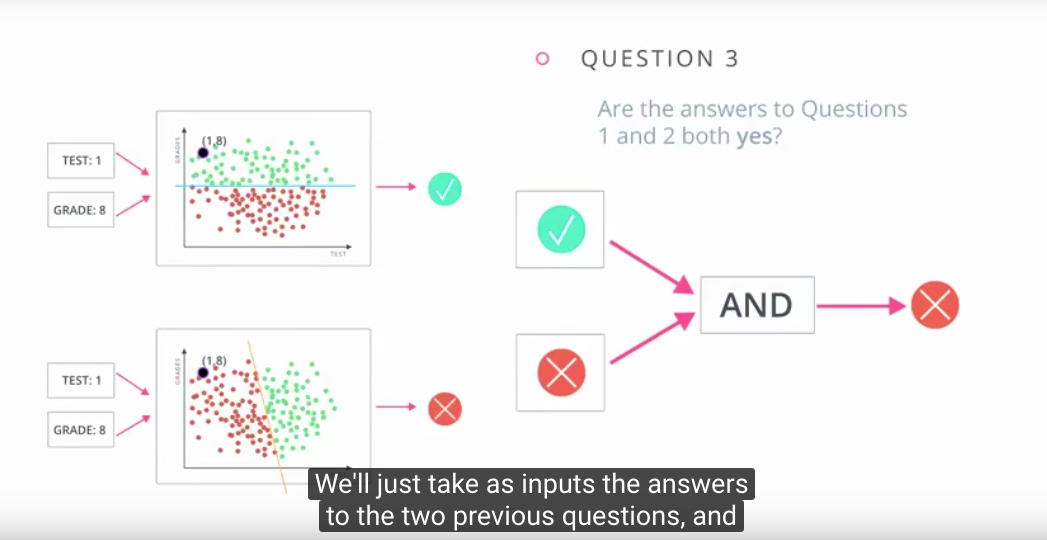 QUESTION 3
Are the answers to Questions
1 and 2 both yes?
TEST: 1
GRADE: 8
GRADES
(1,8)
TEST
AND
TEST: 1
GRADE: 8
GRADES
(1,8)
We'll just take as inputs the answers
to the two previous questions, and